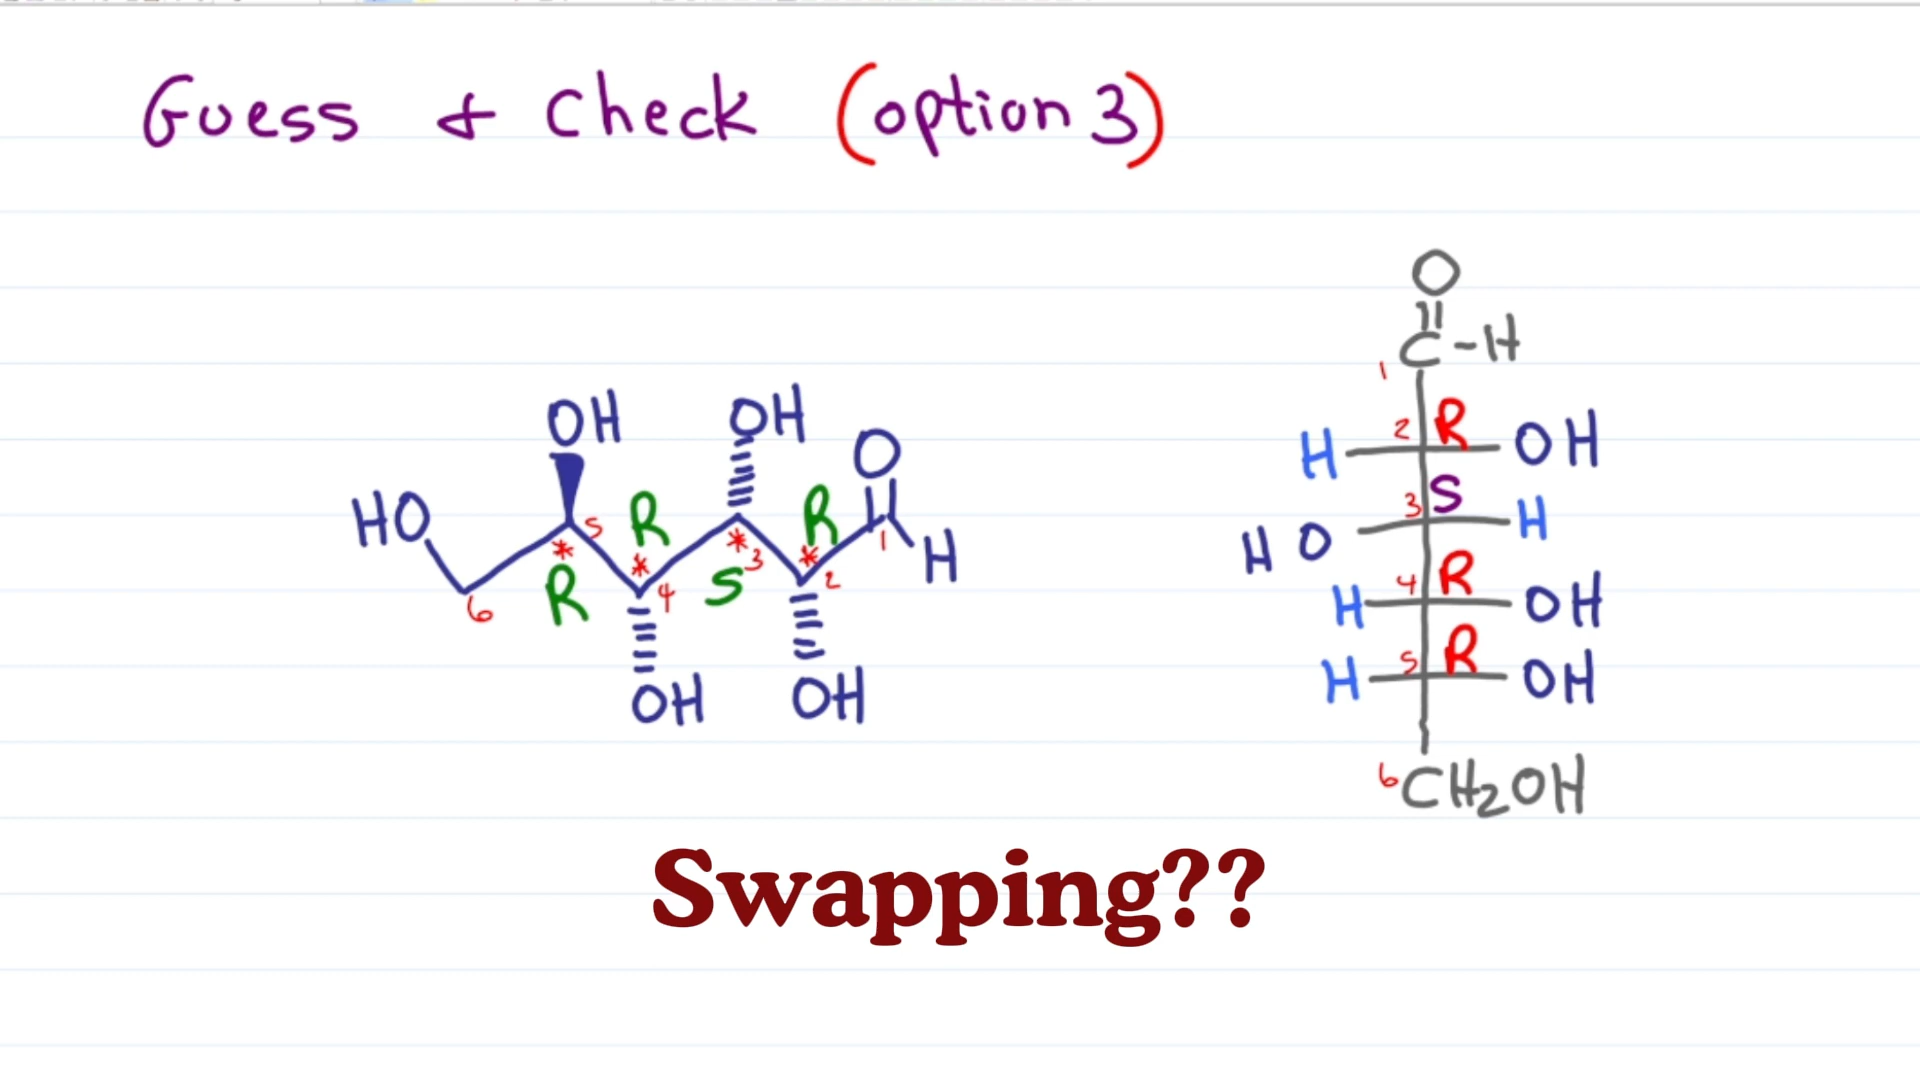 Guess + Check (option 3)
O
C-H
1
OH OH O
HO 5 R R 1 H
* * * *
6 R 4 S 3 2
OH OH
H 2 R OH
HO 3 S H
H 4 R OH
H 5 R OH
6 CH2OH
Swapping??